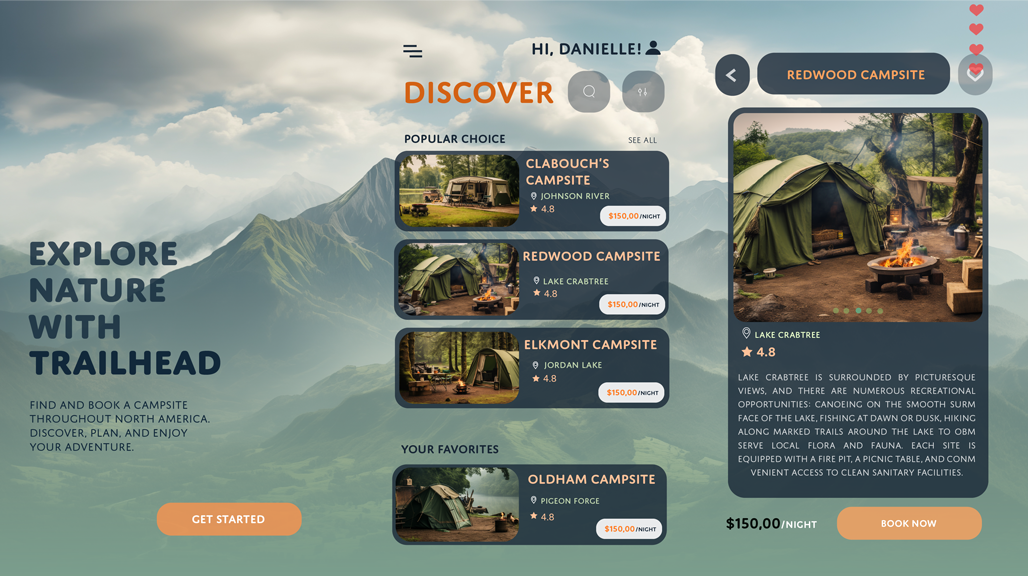 EXPLORE
NATURE
WITH
TRAILHEAD
FIND AND BOOK A CAMPSITE
THROUGHOUT NORTH AMERICA.
DISCOVER, PLAN, AND ENJOY
YOUR ADVENTURE.
GET STARTED
HI, DANIELLE!
DISCOVER
POPULAR CHOICE
SEE ALL
CLABOUCH'S
CAMPSITE
JOHNSON RIVER
4.8
$150,00/NIGHT
REDWOOD CAMPSITE
LAKE CRABTREE
4.8
$150,00/NIGHT
ELKMONT CAMPSITE
JORDAN LAKE
4.8
$150,00/NIGHT
YOUR FAVORITES
OLDHAM CAMPSITE
PIGEON FORGE
4.8
$150,00/NIGHT
REDWOOD CAMPSITE
LAKE CRABTREE
4.8
LAKE CRABTREE IS SURROUNDED BY PICTURESQUE
VIEWS, AND THERE ARE NUMEROUS RECREATIONAL
OPPORTUNITIES: CANOEING ON THE SMOOTH SURM
FACE OF THE LAKE, FISHING AT DAWN OR DUSK, HIKING
ALONG MARKED TRAILS AROUND THE LAKE TO OBM
SERVE LOCAL FLORA AND FAUNA. EACH SITE IS
EQUIPPED WITH A FIRE PIT, A PICNIC TABLE, AND CONM
VENIENT ACCESS TO CLEAN SANITARY FACILITIES.
$150,00/NIGHT
BOOK NOW